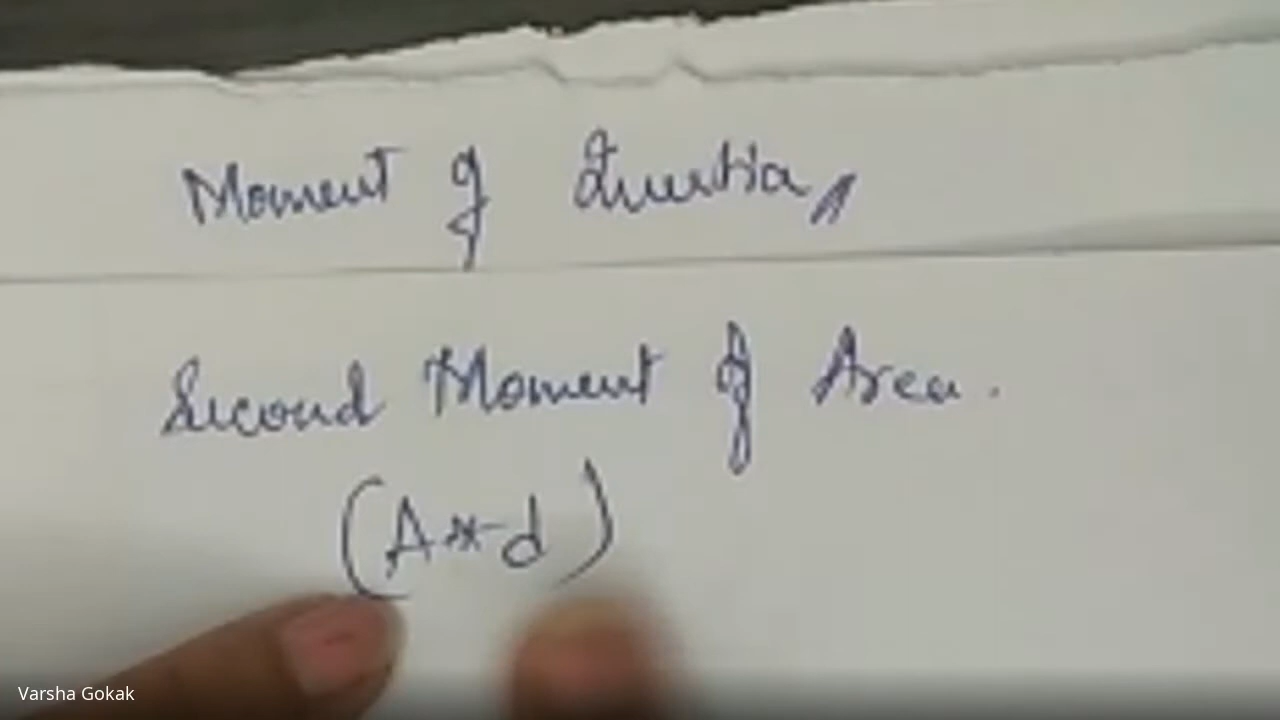 Moment of Inertia,
Second Moment of Area.
(A*d)
Varsha Gokak